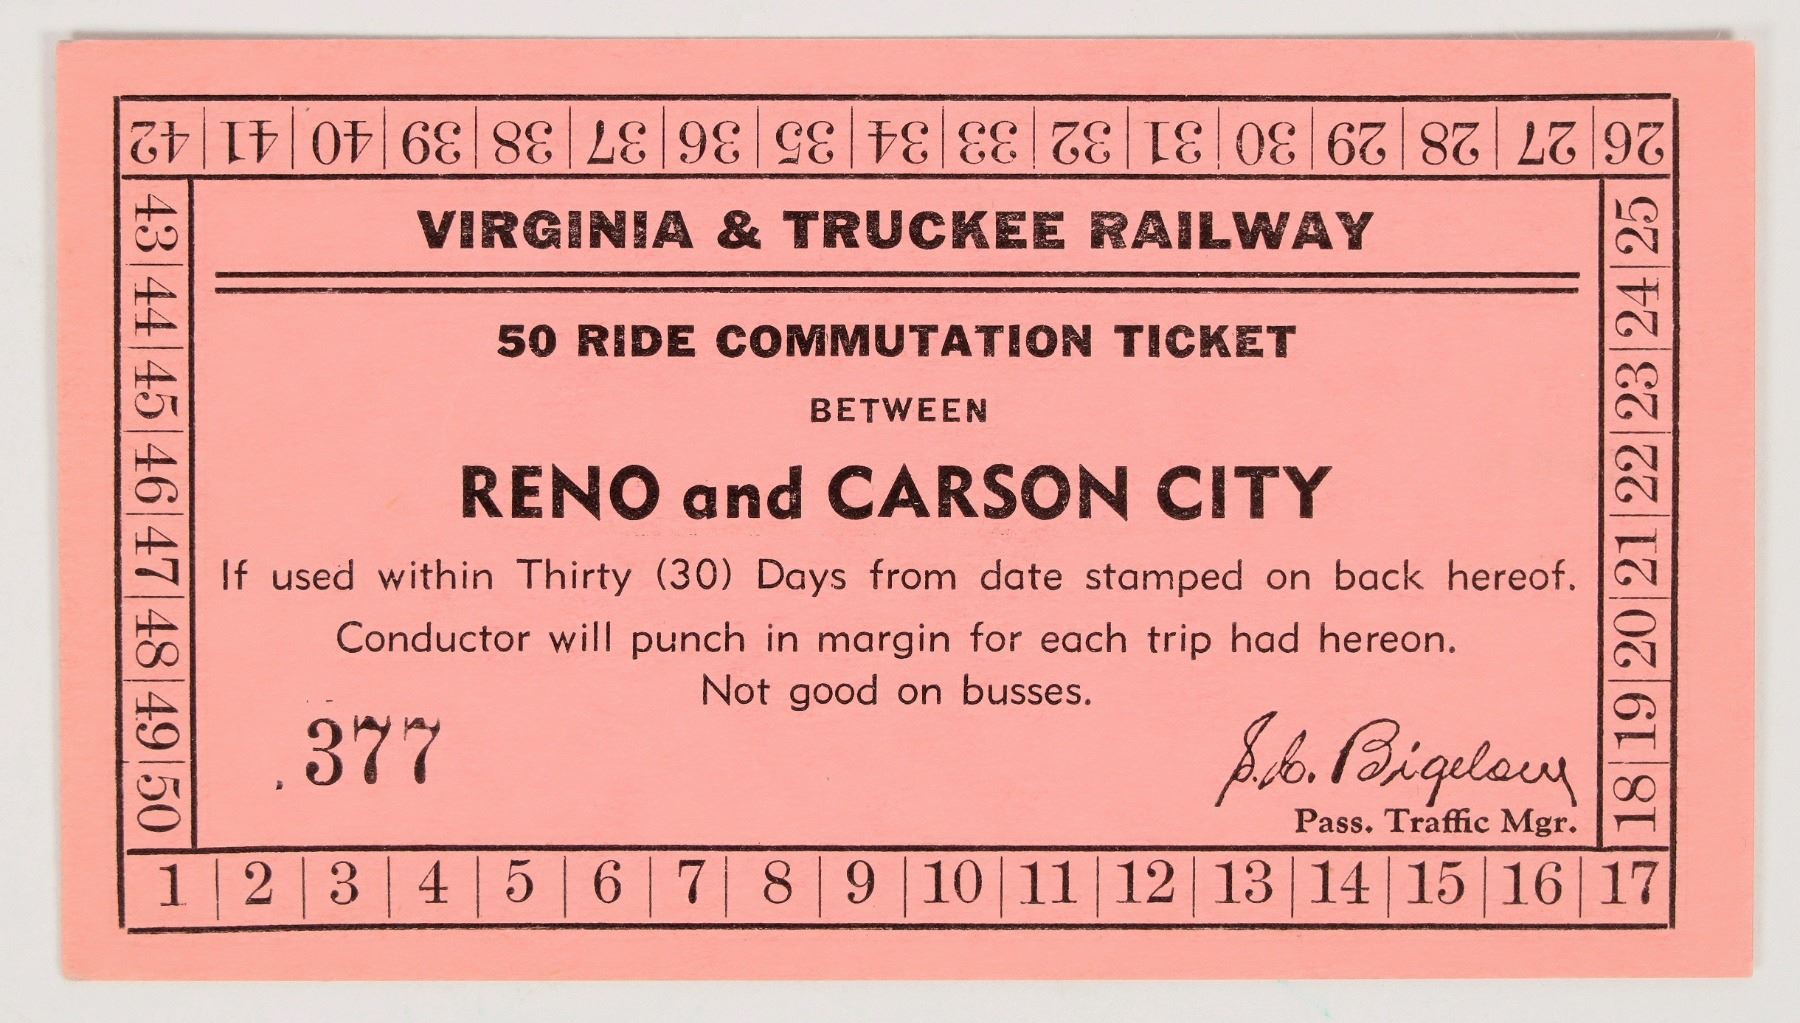 42 41 40 39 38 37 36 35 34 33 32 31 30 29 28 27 26
43 44 45 46 47 48 49 50
VIRGINIA & TRUCKEE RAILWAY
50 RIDE COMMUTATION TICKET
BETWEEN
RENO and CARSON CITY
If used within Thirty (30) Days from date stamped on back hereof.
Conductor will punch in margin for each trip had hereon.
Not good on busses.
377
S.C. Bigelow
Pass. Traffic Mgr.
25 24 23 22 21 20 19 18
1 2 3 4 5 6 7 8 9 10 11 12 13 14 15 16 17